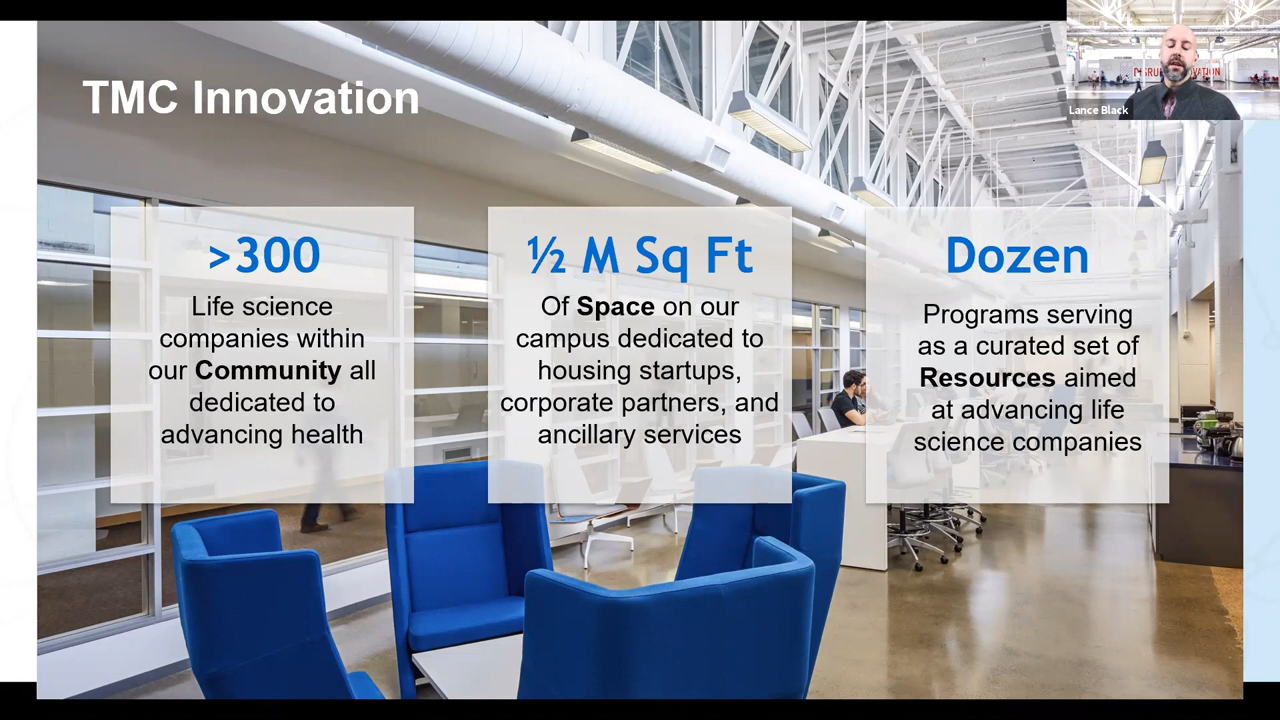 TMC Innovation
Lance Black
>300
Life science
companies within
our Community all
dedicated to
advancing health
½ M Sq Ft
Of Space on our
campus dedicated to
housing startups,
corporate partners, and
ancillary services
Dozen
Programs serving
as a curated set of
Resources aimed
at advancing life
science companies